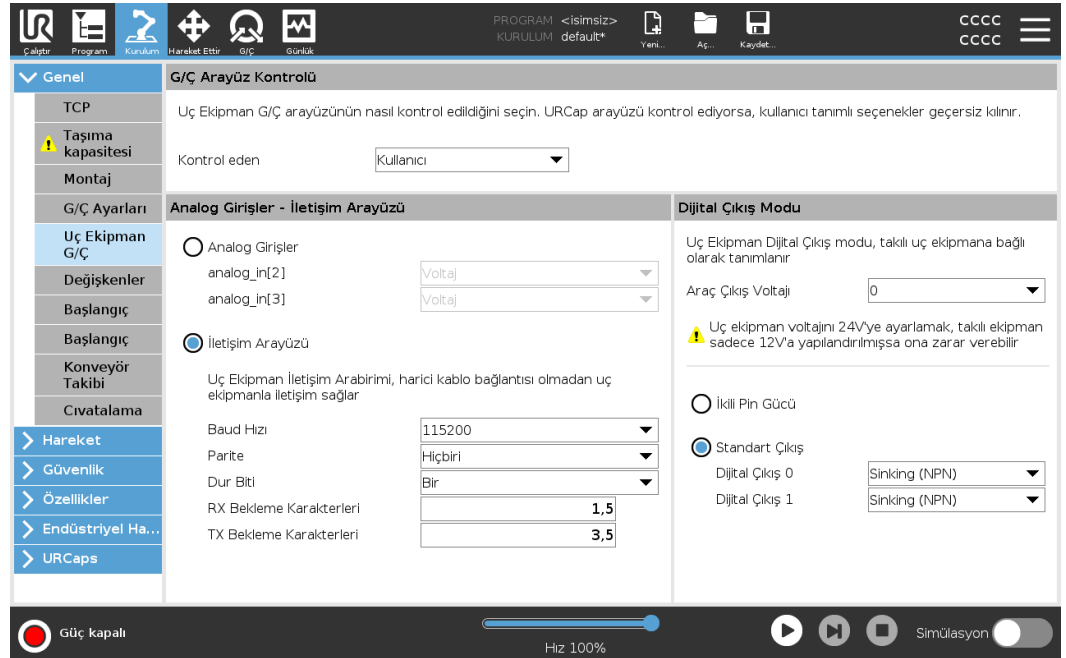 Çalıştır
Program
Kurulum
Hareket Ettir
G/Ç
Günlük
PROGRAM <isimsiz>
KURULUM default*
Yeni...
Aç...
Kaydet...
CCCC
CCCC
Genel
TCP
Taşıma
kapasitesi
Montaj
G/Ç Ayarları
Uç Ekipman
G/Ç
Değişkenler
Başlangıç
Başlangıç
Konveyör
Takibi
Cıvatalama
Hareket
Güvenlik
Özellikler
Endüstriyel Ha...
URCaps
G/Ç Arayüz Kontrolü
Uç Ekipman G/Ç arayüzünün nasıl kontrol edildiğini seçin. URCap arayüzü kontrol ediyorsa, kullanıcı tanımlı seçenekler geçersiz kılınır.
Kontrol eden Kullanıcı
Analog Girişler - İletişim Arayüzü
Analog Girişler
analog_in[2] Voltaj
analog_in[3] Voltaj
İletişim Arayüzü
Uç Ekipman İletişim Arabirimi, harici kablo bağlantısı olmadan uç
ekipmanla iletişim sağlar
Baud Hızı 115200
Parite Hiçbiri
Dur Biti Bir
RX Bekleme Karakterleri 1,5
TX Bekleme Karakterleri 3,5
Dijital Çıkış Modu
Uç Ekipman Dijital Çıkış modu, takılı uç ekipmana bağlı
olarak tanımlanır
Araç Çıkış Voltajı 0
Uç ekipman voltajını 24V'ye ayarlamak, takılı ekipman
sadece 12V'a yapılandırılmışsa ona zarar verebilir
İkili Pin Gücü
Standart Çıkış
Dijital Çıkış 0 Sinking (NPN)
Dijital Çıkış 1 Sinking (NPN)
Güç kapalı
Hız 100%
Simülasyon